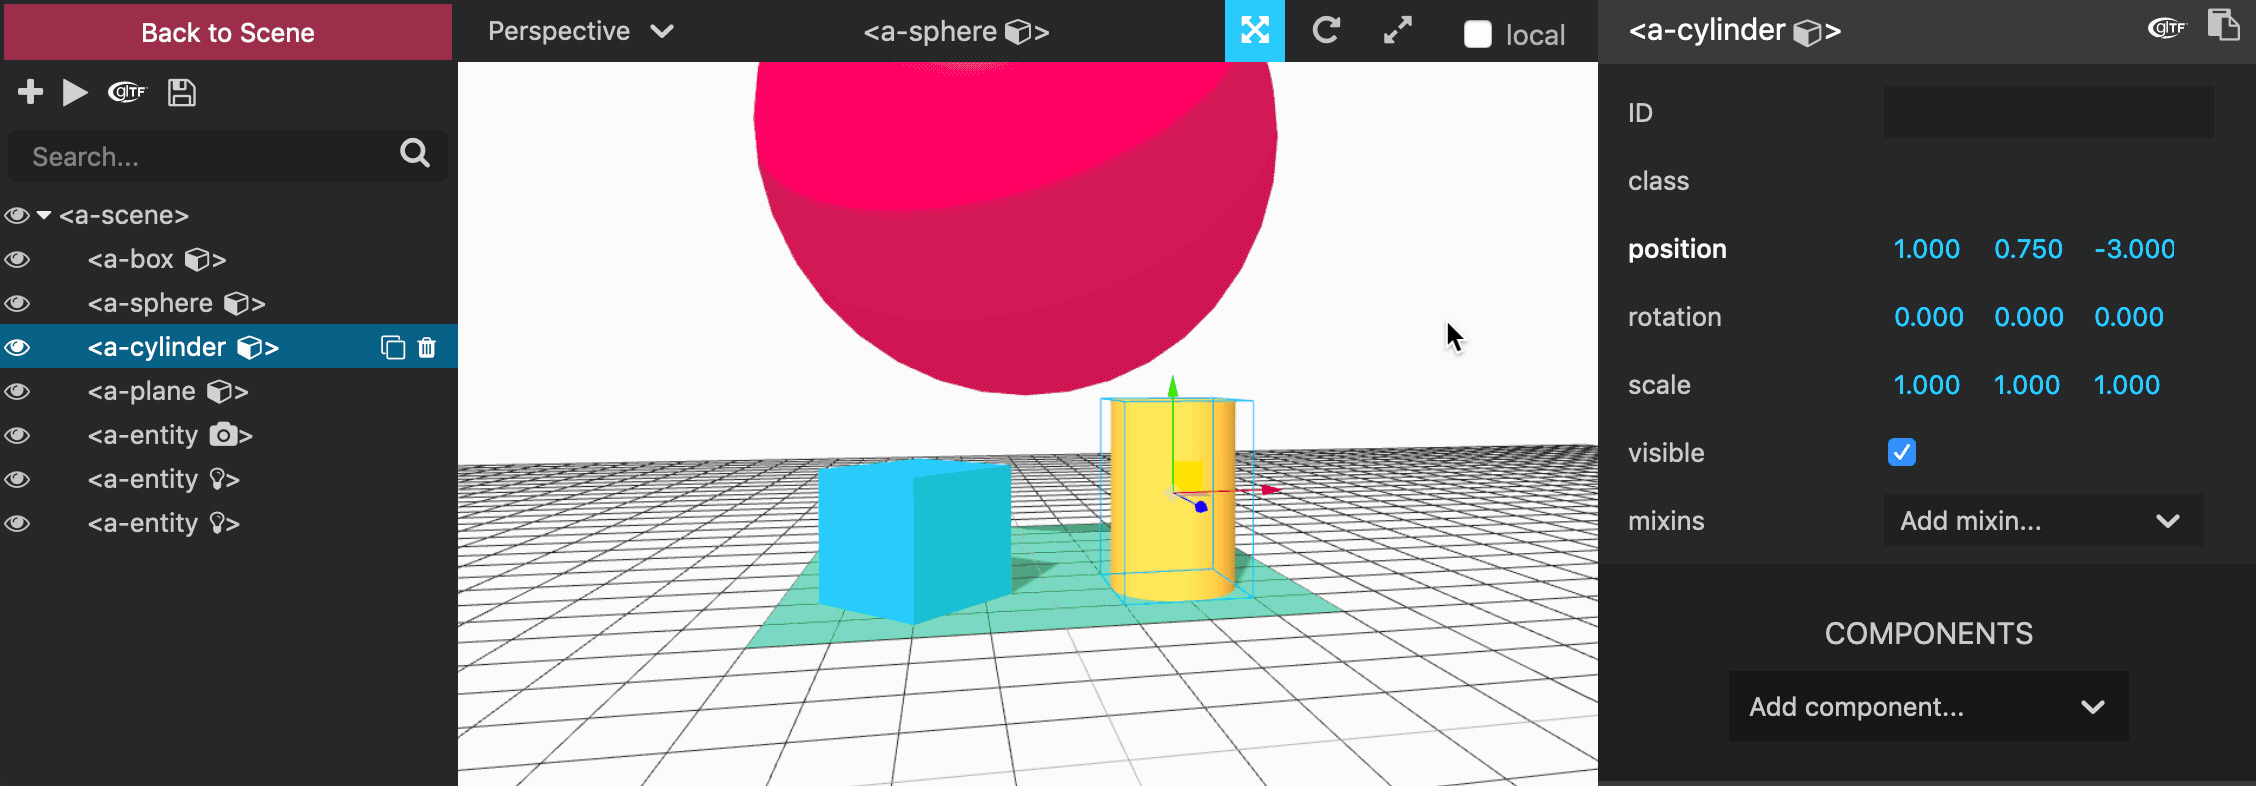 Back to Scene
glTF
Search...
<a-scene>
<a-box >
<a-sphere >
<a-cylinder >
<a-plane >
<a-entity >
<a-entity >
<a-entity >
Perspective
<a-sphere >
local
<a-cylinder >
glTF
ID
class
position 1.000 0.750 -3.000
rotation 0.000 0.000 0.000
scale 1.000 1.000 1.000
visible
mixins Add mixin...
COMPONENTS
Add component...